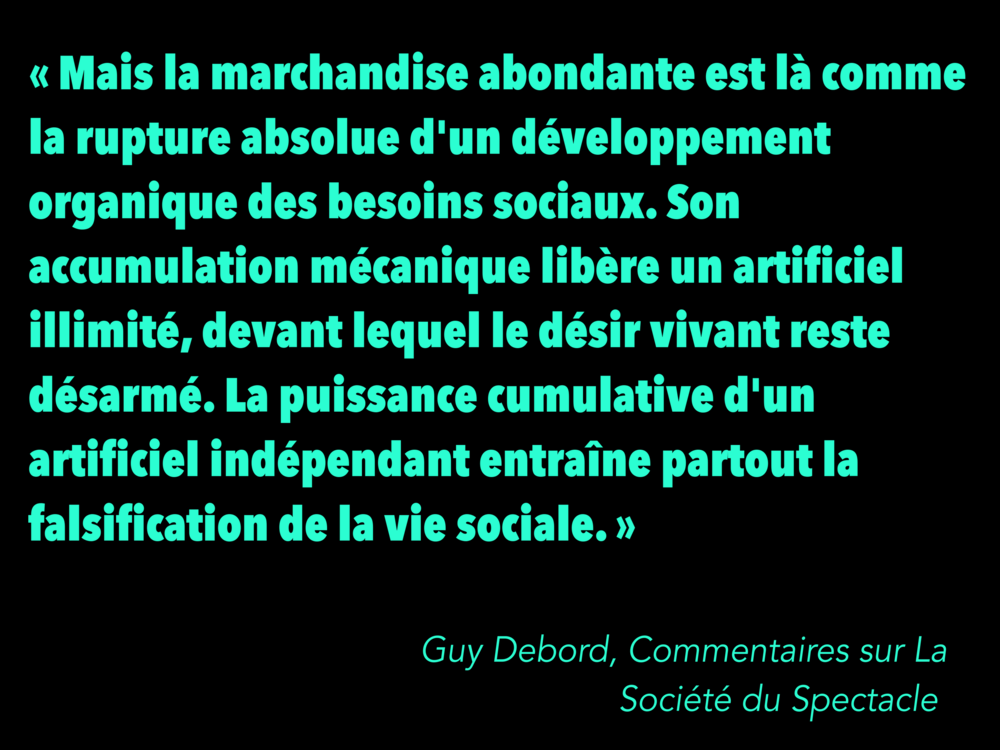 « Mais la marchandise abondante est là comme
la rupture absolue d'un développement
organique des besoins sociaux. Son
accumulation mécanique libère un artificiel
illimité, devant lequel le désir vivant reste
désarmé. La puissance cumulative d'un
artificiel indépendant entraîne partout la
falsification de la vie sociale. »
Guy Debord, Commentaires sur La
Société du Spectacle